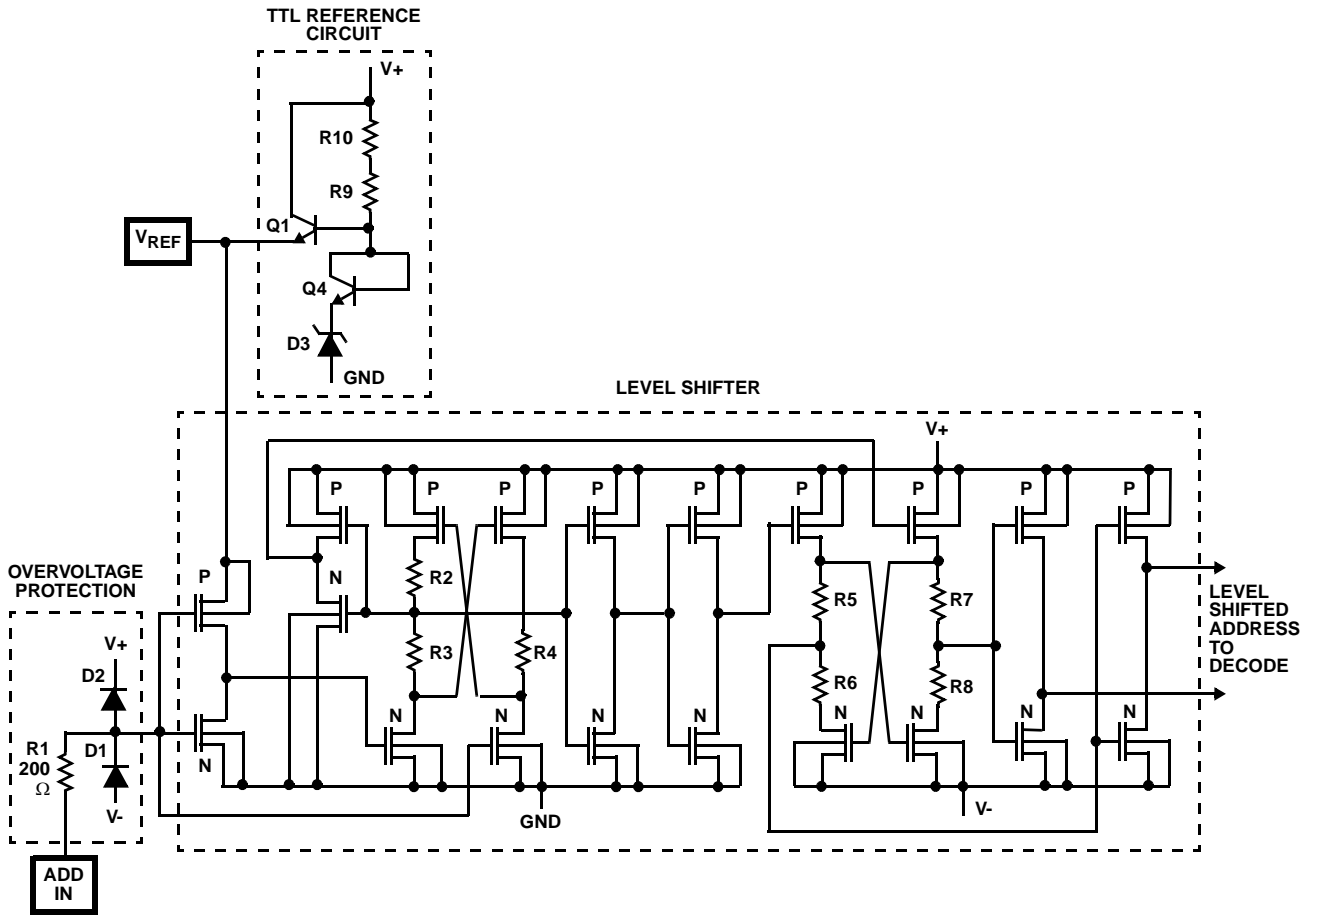 TTL REFERENCE
CIRCUIT
V+
R10
R9
Q1
VREF
Q4
D3
GND
LEVEL SHIFTER
V+
P P P P P P P P
OVERVOLTAGE
PROTECTION
P
N
R2
R5
R7
LEVEL
SHIFTED
ADDRESS
TO
DECODE
V+
D2
R3
R4
R6
R8
D1
R1
200
Ω
N
N
N
N
N
N
N
N
N
V-
V-
GND
ADD
IN